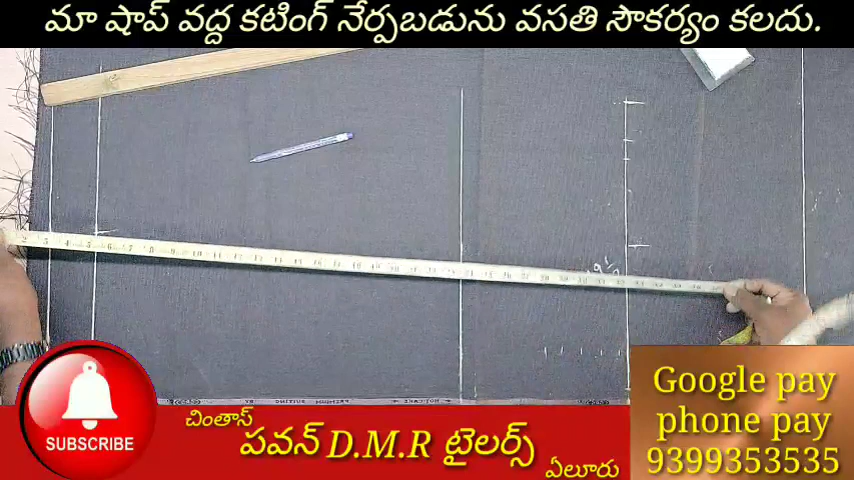 మా షాప్ వద్ద కటింగ్ నేర్పబడును వసతి సౌకర్యం కలదు.
SUBSCRIBE
చింతాస్
పవన్ D.M.R టైలర్స్
ఏలూరు
Google pay
phone pay
9399353535